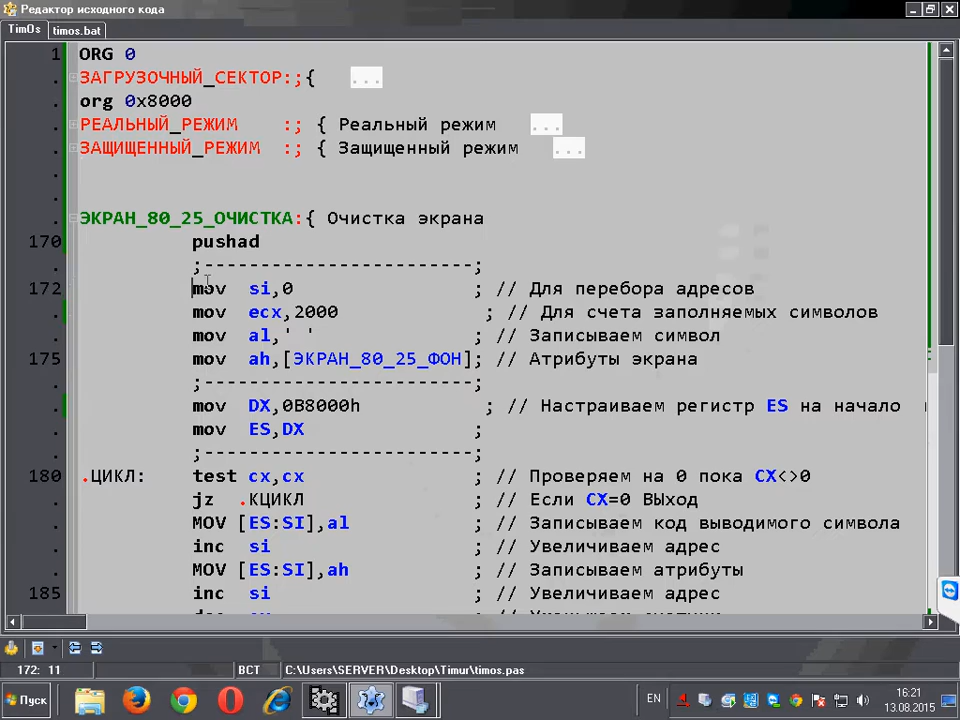 Редактор исходного кода
TimOs timos.bat
1 ORG 0
. ЗАГРУЗОЧНЫЙ_СЕКТОР:;{ ...
. org 0x8000
. РЕАЛЬНЫЙ_РЕЖИМ :; { Реальный режим ...
. ЗАЩИЩЕННЫЙ_РЕЖИМ :; { Защищенный режим ...
.
.
. ЭКРАН_80_25_ОЧИСТКА:{ Очистка экрана
170 pushad
. ;------------------------;
172 mov si,0 ; // Для перебора адресов
. mov ecx,2000 ; // Для счета заполняемых символов
. mov al,' ' ; // Записываем символ
175 mov ah,[ЭКРАН_80_25_ФОН]; // Атрибуты экрана
. ;------------------------;
. mov DX,0B8000h ; // Настраиваем регистр ES на начало
. mov ES,DX ;
. ;------------------------;
180 .ЦИКЛ: test cx,cx ; // Проверяем на 0 пока CX<>0
. jz .КЦИКЛ ; // Если CX=0 ВЫход
. MOV [ES:SI],al ; // Записываем код выводимого символа
. inc si ; // Увеличиваем адрес
. MOV [ES:SI],ah ; // Записываем атрибуты
185 inc si ; // Увеличиваем адрес
172: 11 ВСТ C:\Users\SERVER\Desktop\Timur\timos.pas
Пуск EN 16:21
13.08.2015